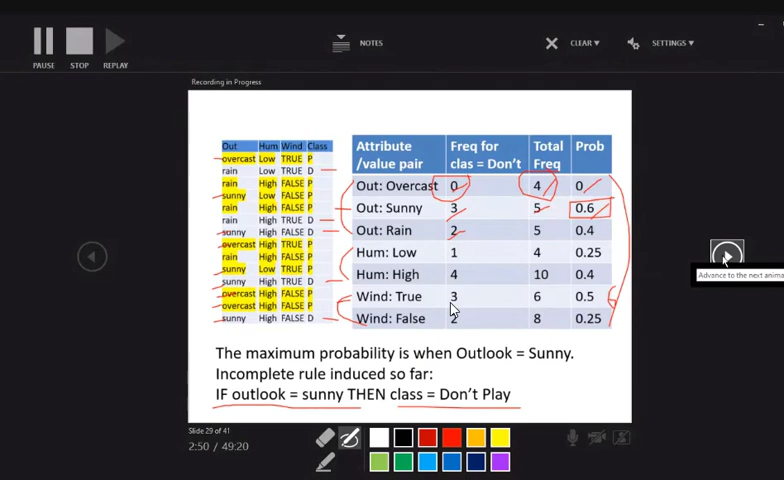 PAUSE
STOP
REPLAY
NOTES
CLEAR
SETTINGS
Recording in Progress
Out Hum Wind Class
overcast Low TRUE P
rain Low TRUE D
rain High FALSE P
sunny Low FALSE P
rain High FALSE P
rain High TRUE D
sunny High FALSE D
overcast High TRUE P
rain High FALSE P
sunny Low TRUE P
sunny High TRUE D
overcast High FALSE P
overcast High FALSE P
sunny High FALSE D
Attribute /value pair Freq for clas = Don't Total Freq Prob
Out: Overcast 0 4 0
Out: Sunny 3 5 0.6
Out: Rain 2 5 0.4
Hum: Low 1 4 0.25
Hum: High 4 10 0.4
Wind: True 3 6 0.5
Wind: False 2 8 0.25
Advance to the next anima
The maximum probability is when Outlook = Sunny.
Incomplete rule induced so far:
IF outlook = sunny THEN class = Don't Play
Slide 29 of 41
2:50 / 49:20